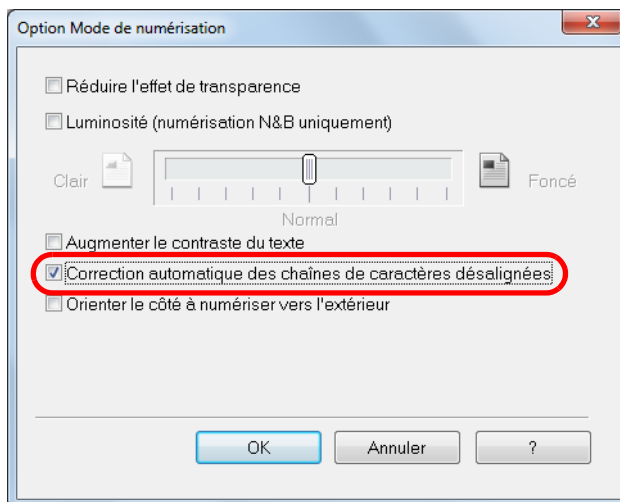 Option Mode de numérisation
Réduire l'effet de transparence
Luminosité (numérisation N&B uniquement)
Clair Foncé
Normal
Augmenter le contraste du texte
Correction automatique des chaînes de caractères désalignées
Orienter le côté à numériser vers l'extérieur
OK Annuler ?